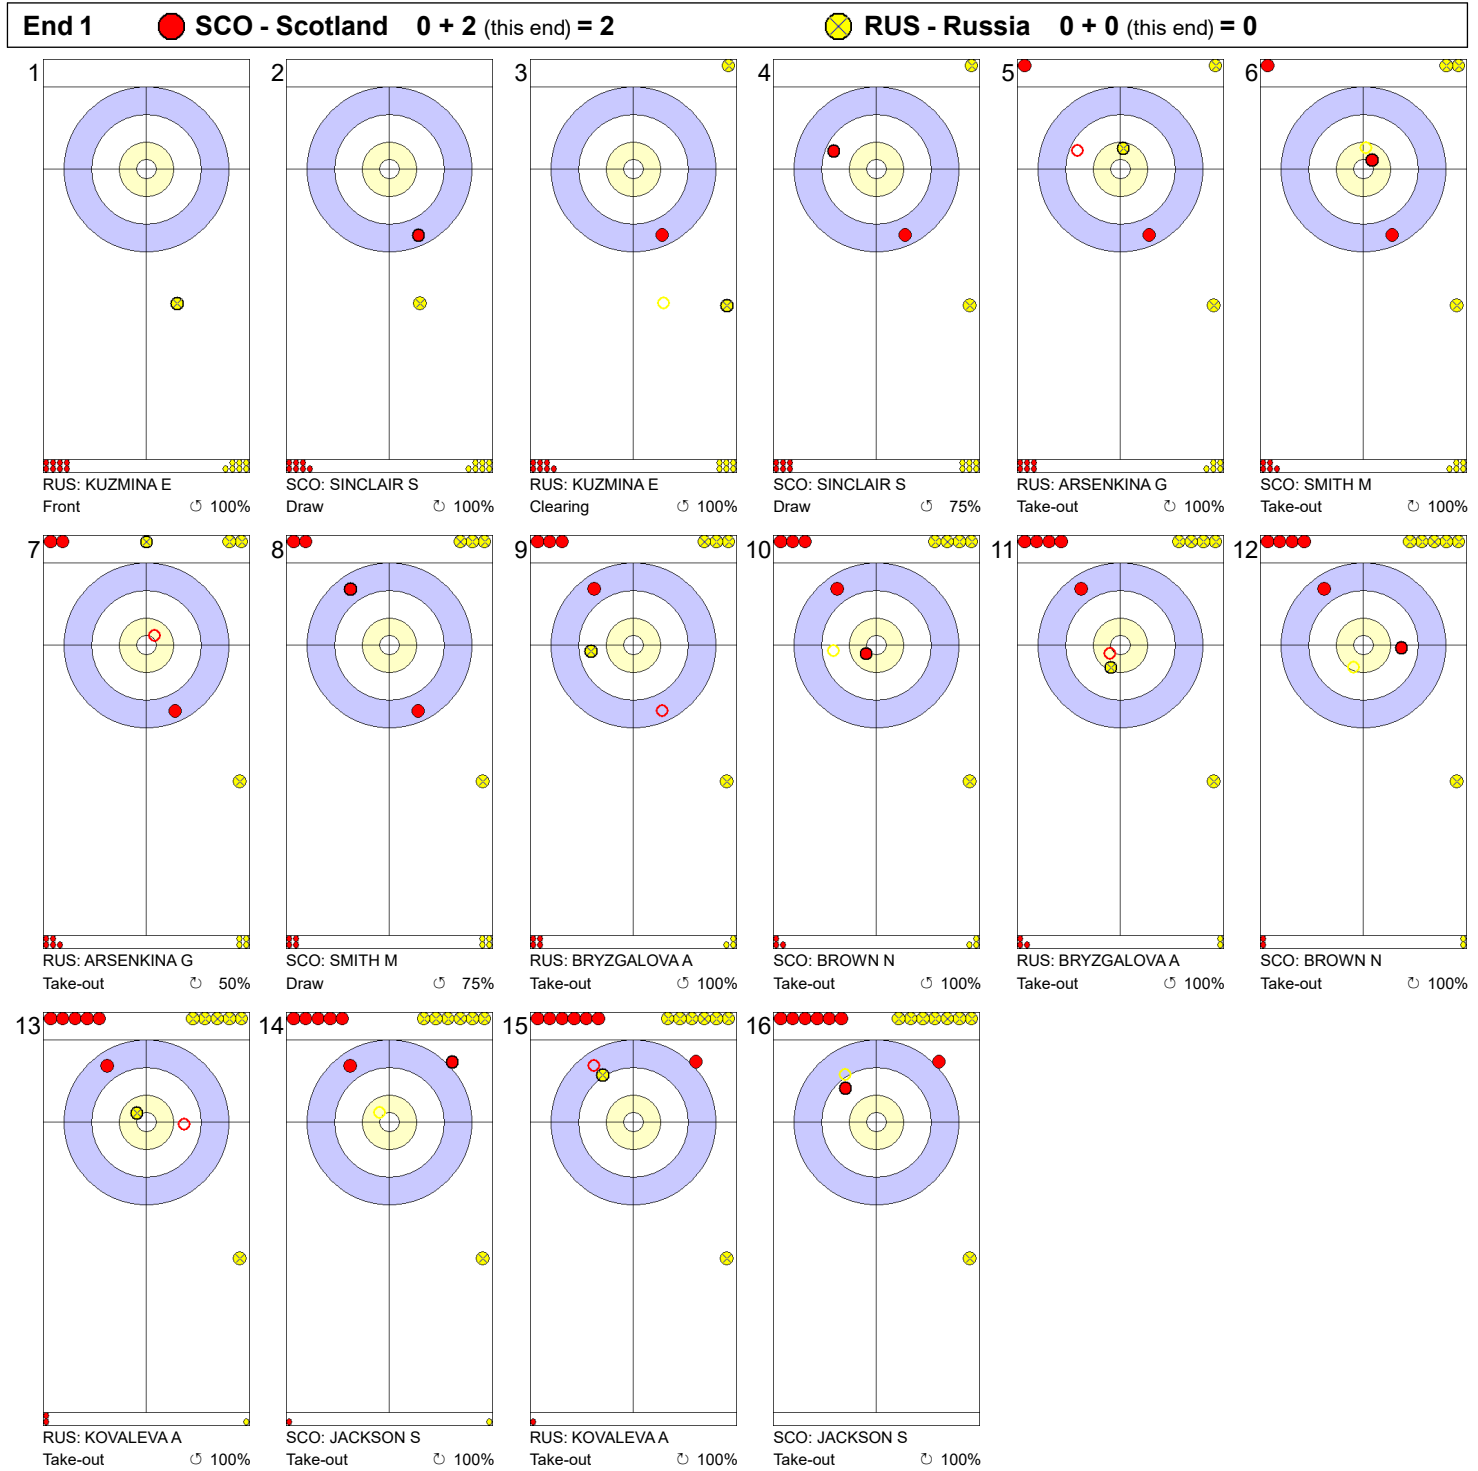 End 1 SCO - Scotland 0 + 2 (this end) = 2 RUS - Russia 0 + 0 (this end) = 0
1 2 3 4 5 6
RUS: KUZMINA E SCO: SINCLAIR S RUS: KUZMINA E SCO: SINCLAIR S RUS: ARSENKINA G SCO: SMITH M
Front ↺ 100% Draw ↻ 100% Clearing ↺ 100% Draw ↺ 75% Take-out ↺ 100% Take-out ↻ 100%
7 8 9 10 11 12
RUS: ARSENKINA G SCO: SMITH M RUS: BRYZGALOVA A SCO: BROWN N RUS: BRYZGALOVA A SCO: BROWN N
Take-out ↻ 50% Draw ↻ 75% Take-out ↺ 100% Take-out ↻ 100% Take-out ↺ 100% Take-out ↻ 100%
13 14 15 16
RUS: KOVALEVA A SCO: JACKSON S RUS: KOVALEVA A SCO: JACKSON S
Take-out ↺ 100% Take-out ↻ 100% Take-out ↻ 100% Take-out ↻ 100%